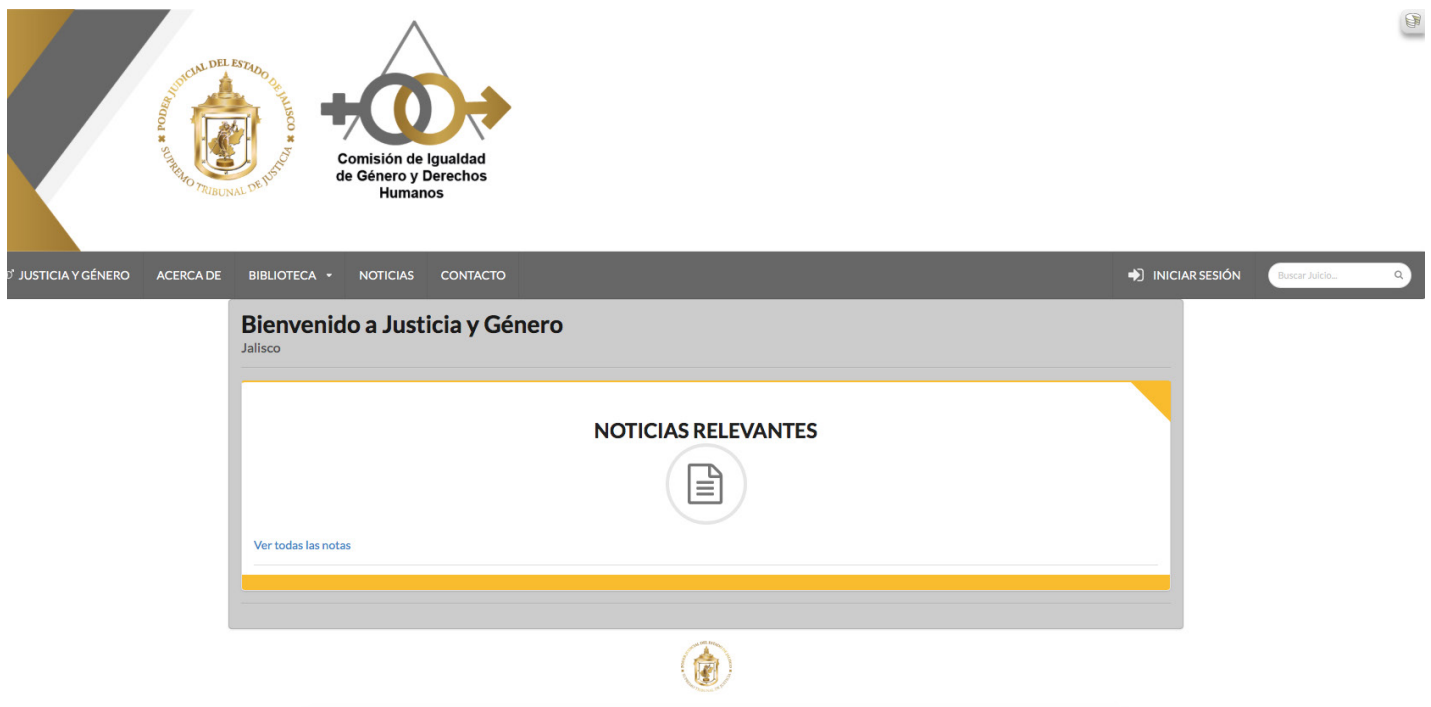 PODER JUDICIAL DEL ESTADO DE JALISCO
SUPREMO TRIBUNAL DE JUSTICIA
Comisión de Igualdad
de Género y Derechos
Humanos
JUSTICIA Y GÉNERO
ACERCA DE
BIBLIOTECA
NOTICIAS
CONTACTO
INICIAR SESIÓN
Buscar Juicio...
Bienvenido a Justicia y Género
Jalisco
NOTICIAS RELEVANTES
Ver todas las notas